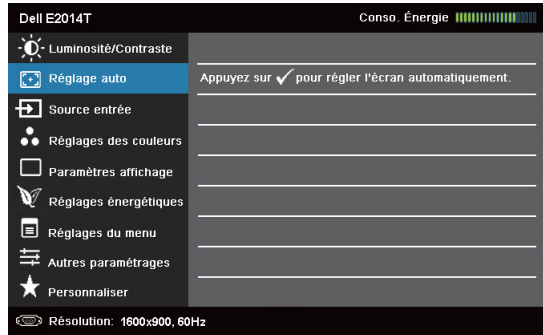 Dell E2014T
Conso. Énergie
Luminosité/Contraste
Réglage auto
Appuyez sur ✓ pour régler l'écran automatiquement.
Source entrée
Réglages des couleurs
Paramètres affichage
Réglages énergétiques
Réglages du menu
Autres paramétrages
Personnaliser
Résolution: 1600x900, 60Hz